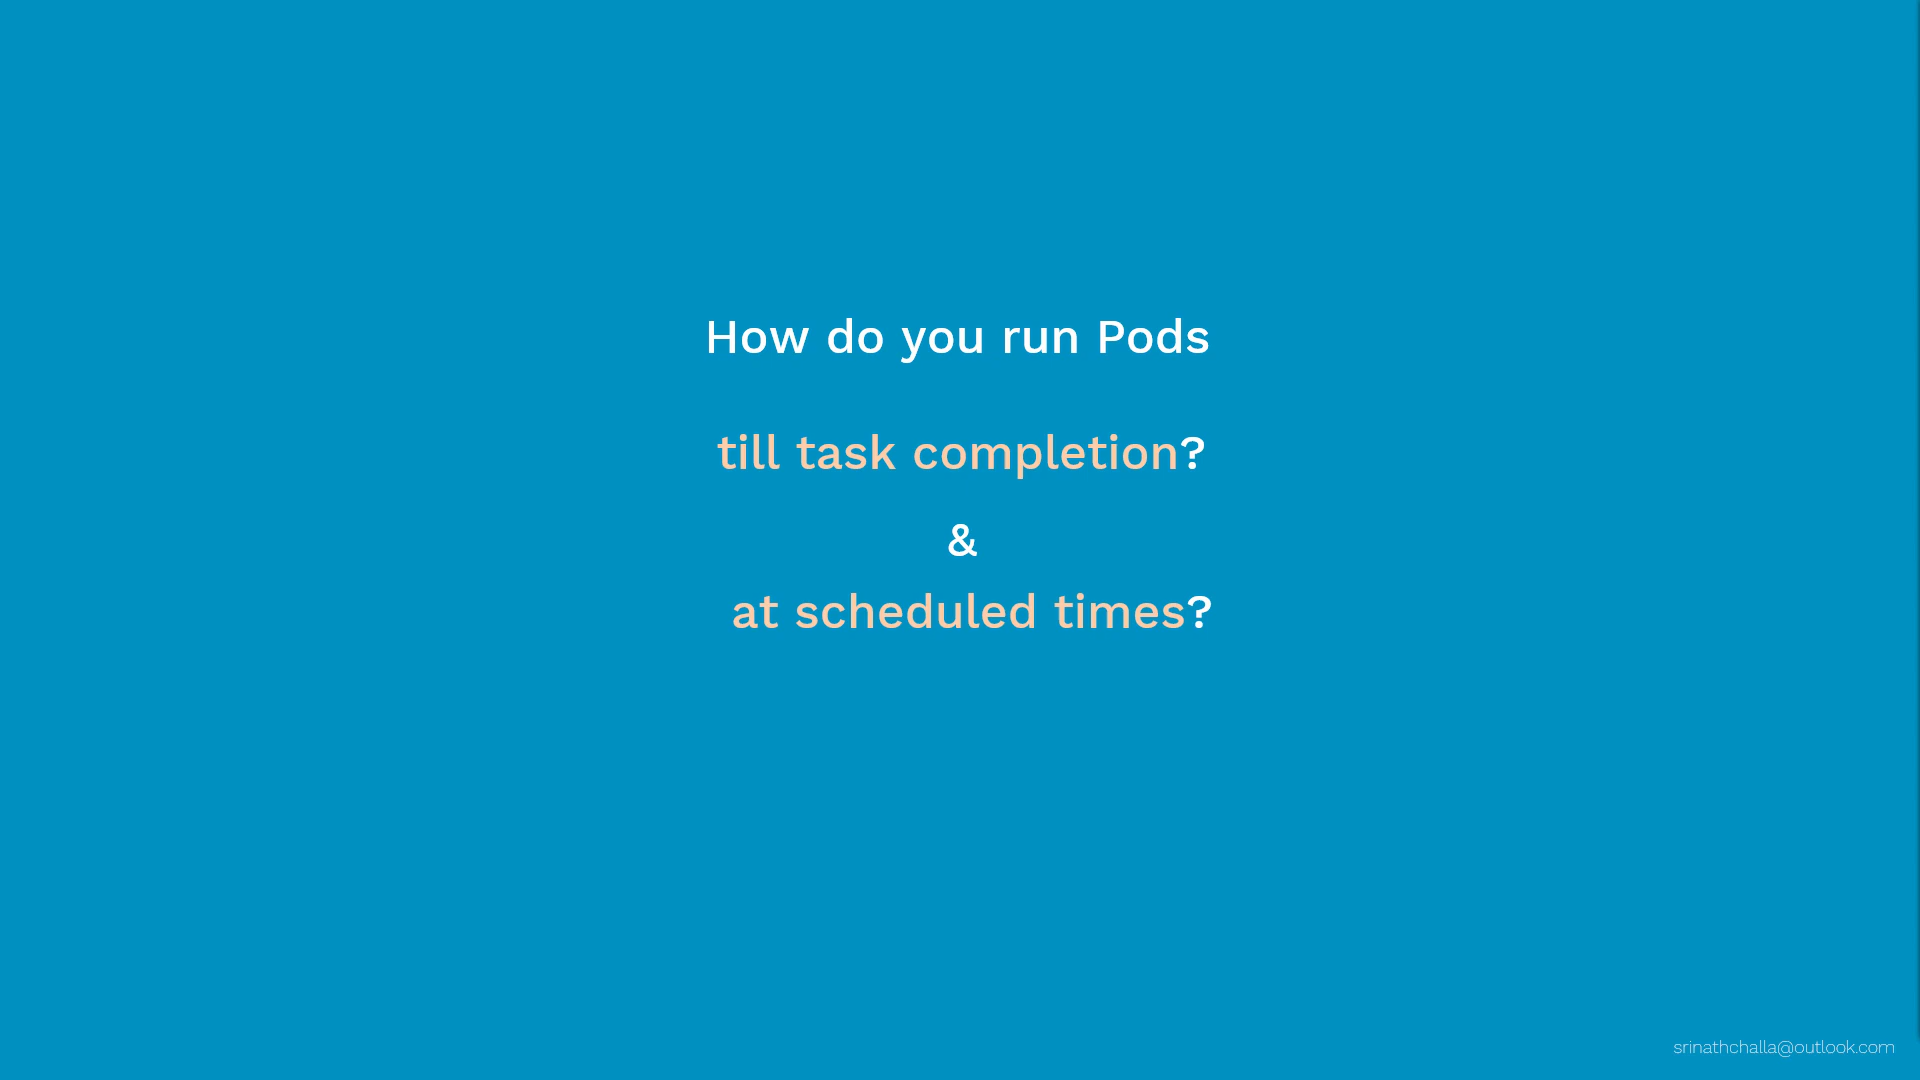 How do you run Pods
till task completion?
&
at scheduled times?
srinathchalla@outlook.com